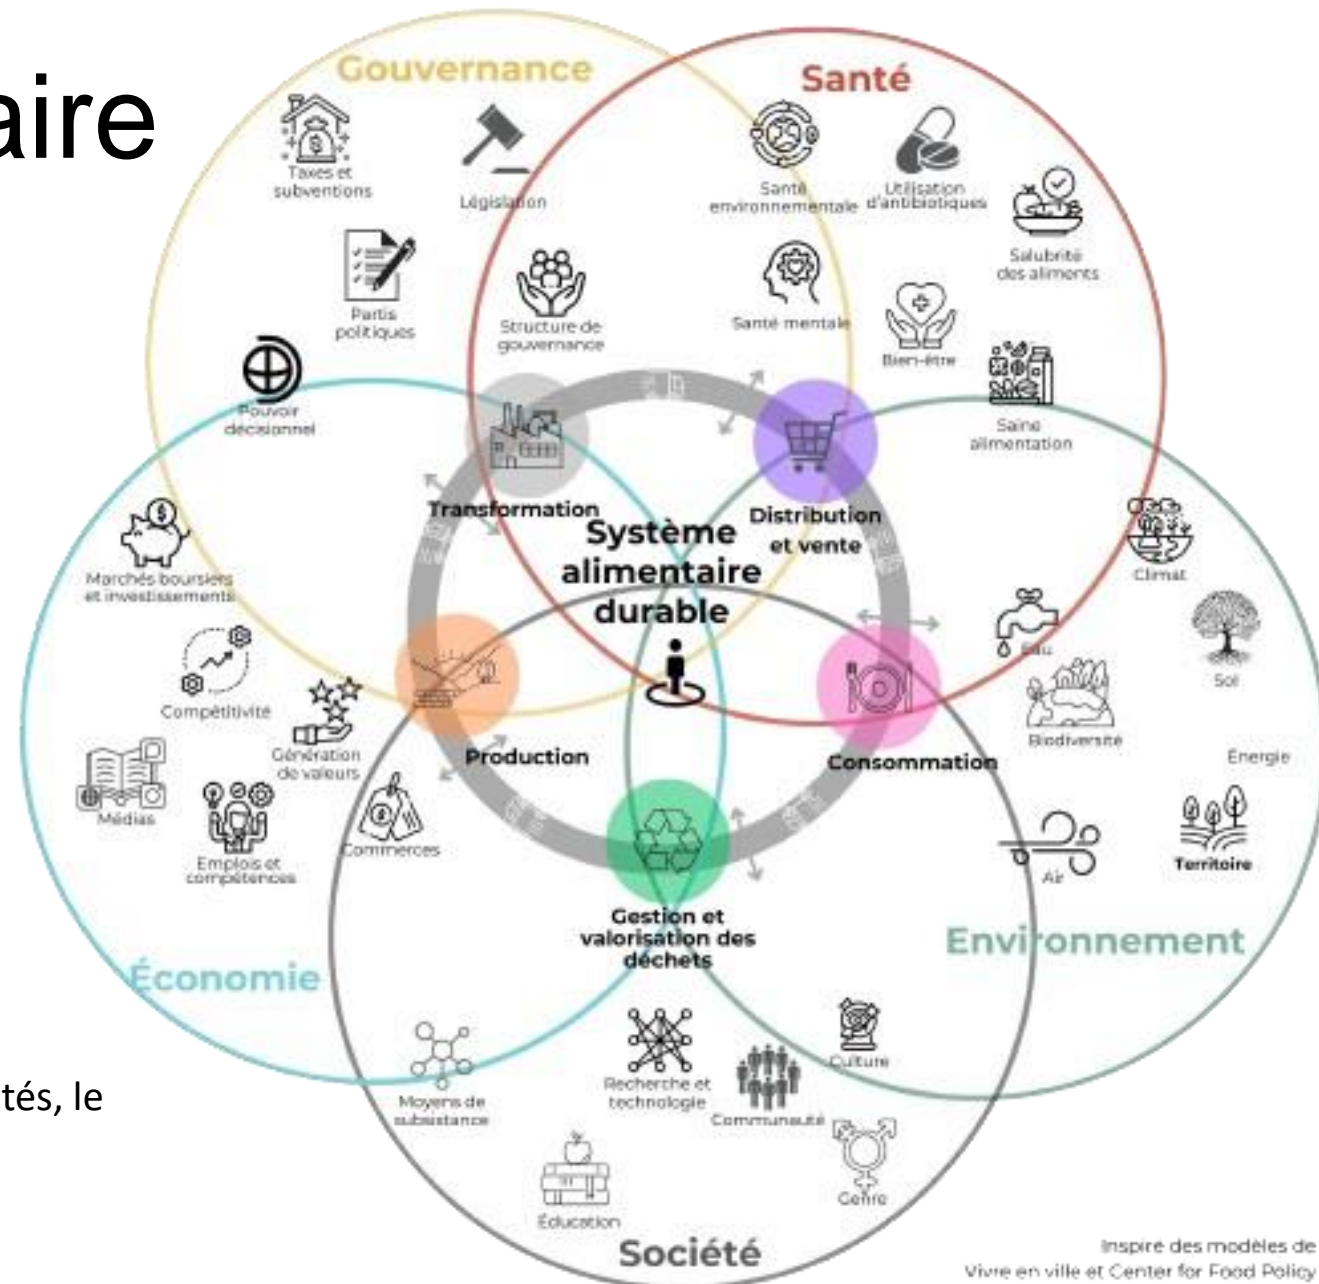 aire
Gouvernance
Santé
Taxes et
subventions
Législation
Santé
environnementale
Utilisation
d'antibiotiques
Salubrité
des aliments
Partis
politiques
Structure de
gouvernance
Santé mentale
Bien-être
Pouvoir
décisionnel
Saine
alimentation
Transformation
Distribution
et vente
Système
alimentaire
durable
Marchés boursiers
et investissements
Climat
Eau
Sol
Compétitivité
Génération
de valeurs
Production
Consommation
Biodiversité
Énergie
Médias
Emplois et
compétences
Commerces
Air
Territoire
Gestion et
valorisation des
déchets
Économie
Environnement
tés, le
Moyens de
subsistance
Recherche et
technologie
Communauté
Culture
Éducation
Genre
Société
Inspiré des modèles de
Vivre en ville et Center for Food Policy